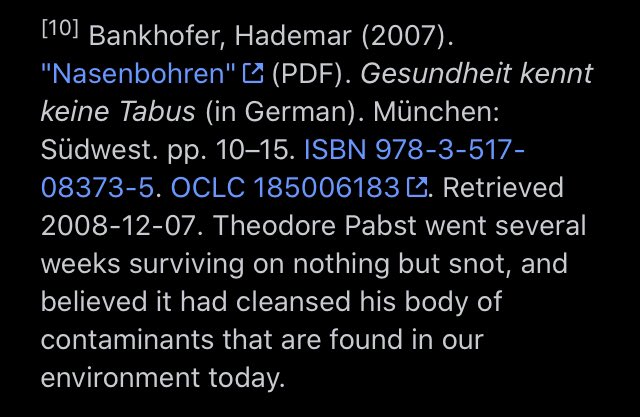 [10] Bankhofer, Hademar (2007).
"Nasenbohren" (PDF). Gesundheit kennt
keine Tabus (in German). München:
Südwest. pp. 10–15. ISBN 978-3-517-
08373-5. OCLC 185006183. Retrieved
2008-12-07. Theodore Pabst went several
weeks surviving on nothing but snot, and
believed it had cleansed his body of
contaminants that are found in our
environment today.